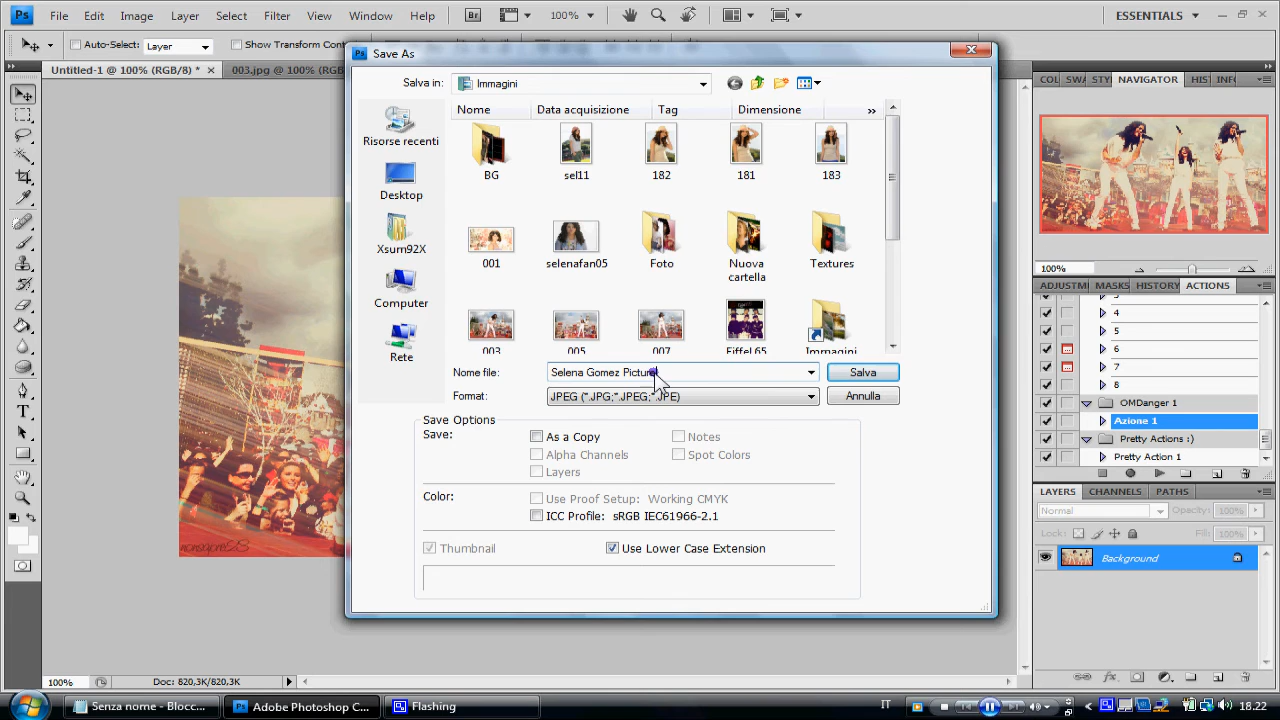 Ps File Edit Image Layer Select Filter View Window Help Br 100% ESSENTIALS
Auto-Select: Layer Show Transform Cont
Untitled-1 @ 100% (RGB/8) * × 003.jpg @ 100% (RGB
Save As
Salva in: Immagini
Nome Data acquisizione Tag Dimensione »
Risorse recenti
Desktop
Xsum92X
Computer
Rete
BG sel11 182 181 183
001 selenafan05 Foto Nuova cartella Textures
003 005 007 Eiffel 65 Immagini
Nome file: Selena Gomez Picture Salva
Format: JPEG (*.JPG;*.JPEG;*.JPE) Annulla
Save Options
Save: As a Copy Notes
Alpha Channels Spot Colors
Layers
Color: Use Proof Setup: Working CMYK
ICC Profile: sRGB IEC61966-2.1
Thumbnail Use Lower Case Extension
COL SWA STY NAVIGATOR HIS INF
100%
ADJUSTM MASKS HISTORY ACTIONS
4
5
6
7
8
OMDanger 1
Azione 1
Pretty Actions :)
Pretty Action 1
LAYERS CHANNELS PATHS
Normal Opacity: 100%
Lock: Fill: 100%
Background
100% Doc: 820,3K/820,3K
Senza nome - Blocc... Ps Adobe Photoshop C... Flashing IT 18.22